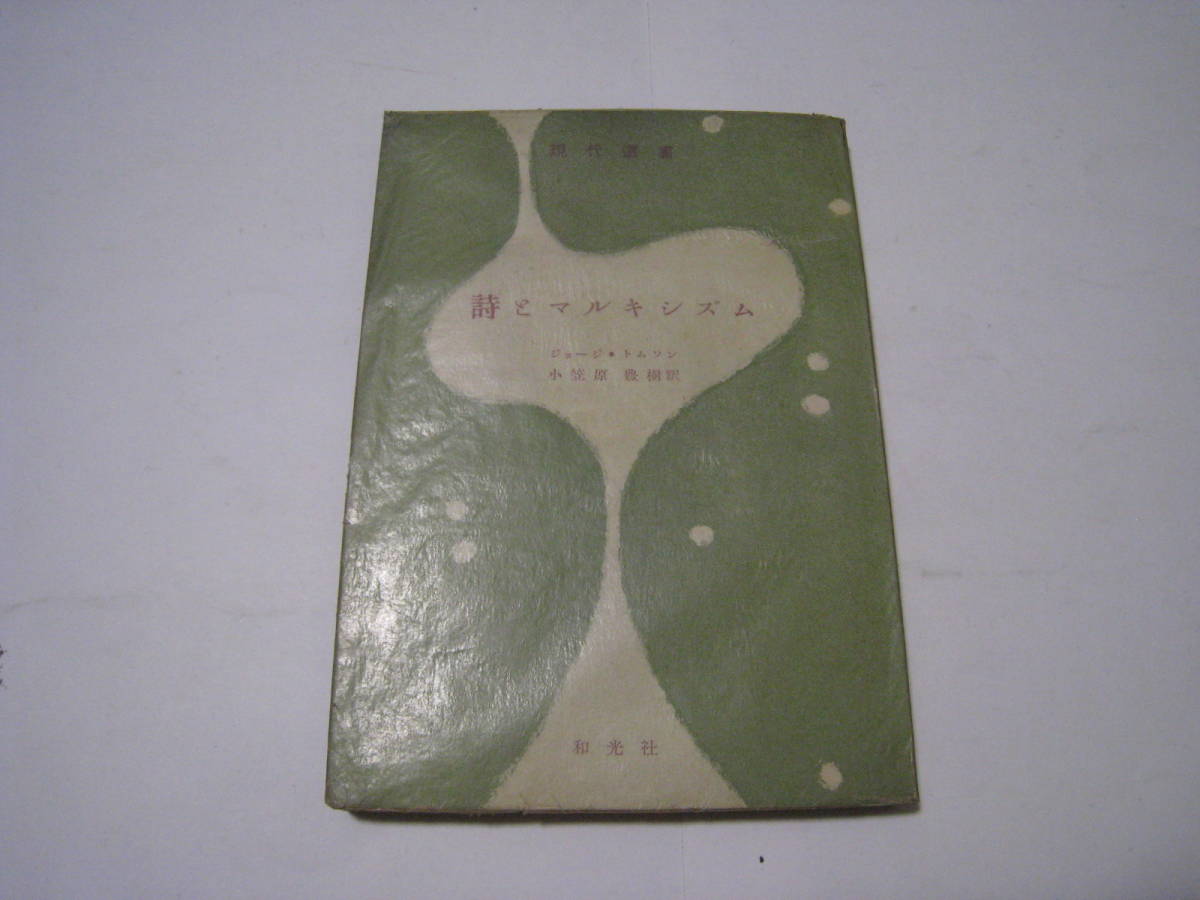 現代選書
詩とマルキシズム
ジョージ・トムソン
小笠原豊樹訳
和光社